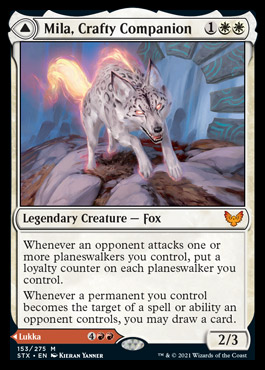 Mila, Crafty Companion 1
Legendary Creature — Fox
Whenever an opponent attacks one or
more planeswalkers you control, put a
loyalty counter on each planeswalker you
control.
Whenever a permanent you control
becomes the target of a spell or ability an
opponent controls, you may draw a card.
Lukka 4
2/3
153/275 M
STX • EN Kieran Yanner
™ & © 2021 Wizards of the Coast